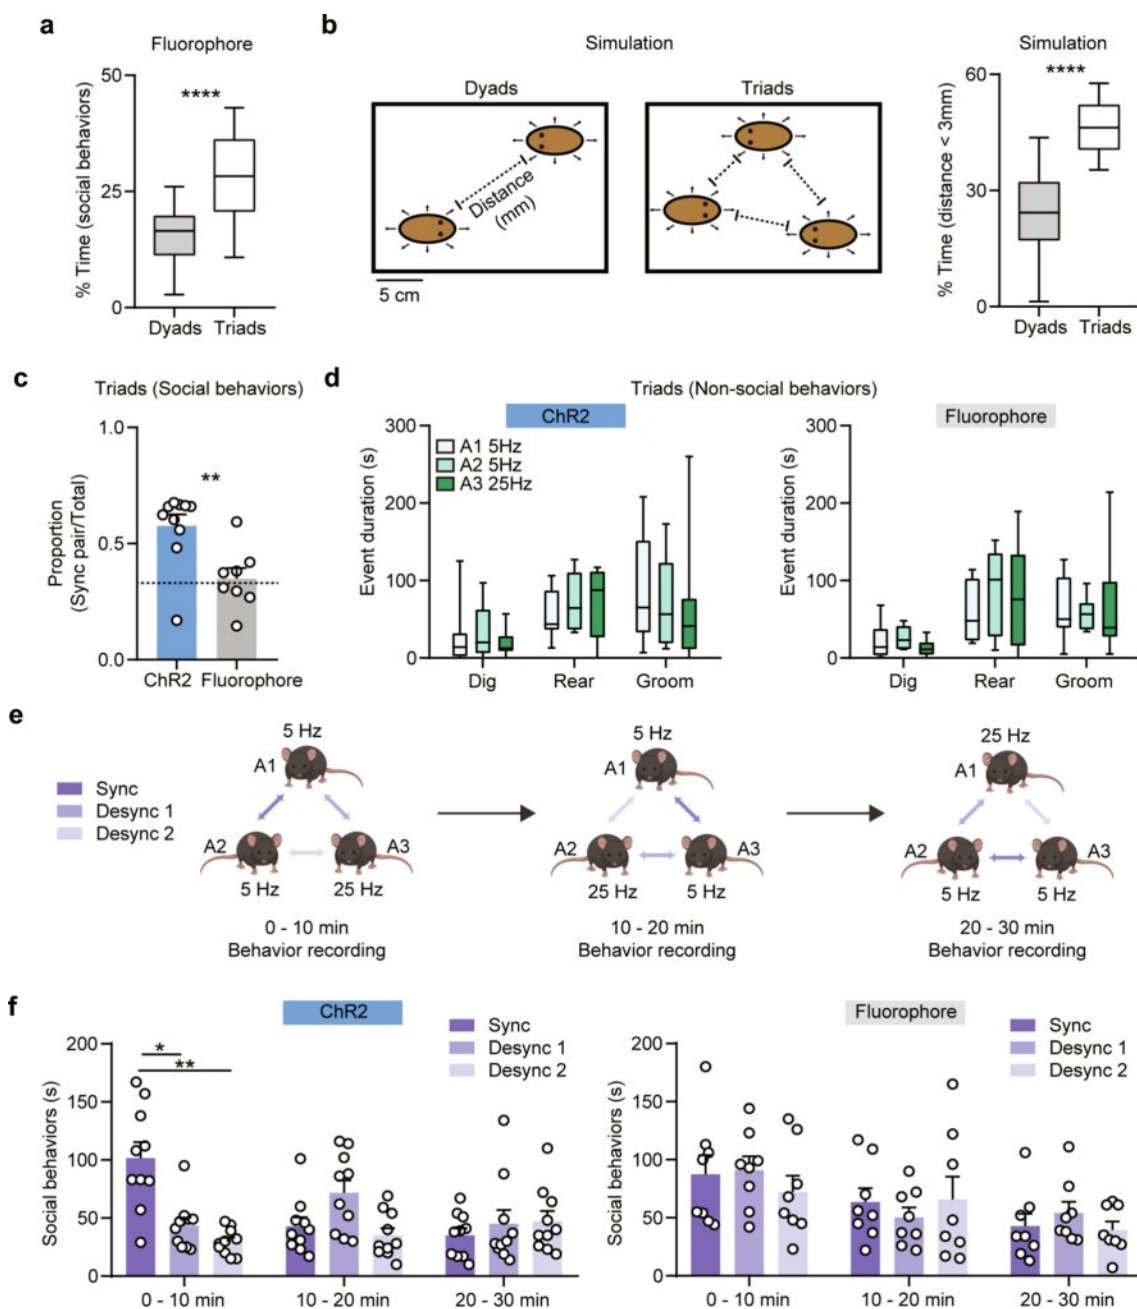 a
Fluorophore
% Time (social behaviors)
50
25
0
****
Dyads
Triads
b
Simulation
Dyads
Triads
Distance
(mm)
5 cm
Simulation
% Time (distance < 3mm)
60
30
0
****
Dyads
Triads
c
Triads (Social behaviors)
Proportion
(Sync pair/Total)
1.0
0.5
0.0
**
ChR2
Fluorophore
d
Triads (Non-social behaviors)
ChR2
Event duration (s)
300
200
100
0
A1 5Hz
A2 5Hz
A3 25Hz
Dig
Rear
Groom
Fluorophore
Event duration (s)
300
200
100
0
Dig
Rear
Groom
e
Sync
Desync 1
Desync 2
5 Hz
A1
A2
A3
5 Hz
25 Hz
0 - 10 min
Behavior recording
5 Hz
A1
A2
A3
25 Hz
5 Hz
10 - 20 min
Behavior recording
25 Hz
A1
A2
A3
5 Hz
5 Hz
20 - 30 min
Behavior recording
f
ChR2
Sync
Desync 1
Desync 2
Social behaviors (s)
200
150
100
50
0
*
**
0 - 10 min
10 - 20 min
20 - 30 min
Fluorophore
Sync
Desync 1
Desync 2
Social behaviors (s)
200
150
100
50
0
0 - 10 min
10 - 20 min
20 - 30 min